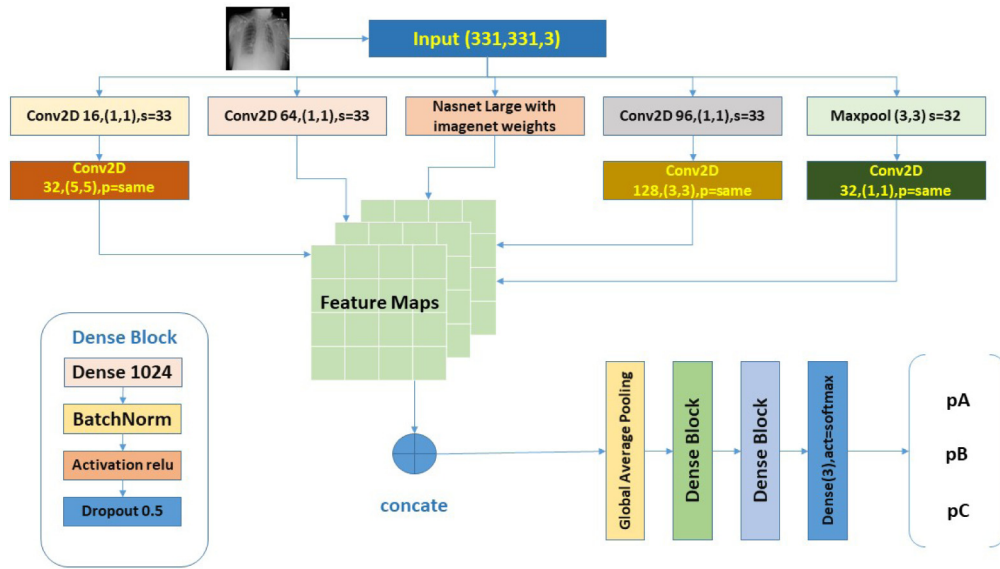 Input (331,331,3)
Conv2D 16,(1,1),s=33
Conv2D 64,(1,1),s=33
Nasnet Large with
imagenet weights
Conv2D 96,(1,1),s=33
Maxpool (3,3) s=32
Conv2D
32,(5,5),p=same
Conv2D
128,(3,3),p=same
Conv2D
32,(1,1),p=same
Feature Maps
Dense Block
Dense 1024
BatchNorm
Activation relu
Dropout 0.5
concate
Global Average Pooling
Dense Block
Dense Block
Dense(3),act=softmax
pA
pB
pC